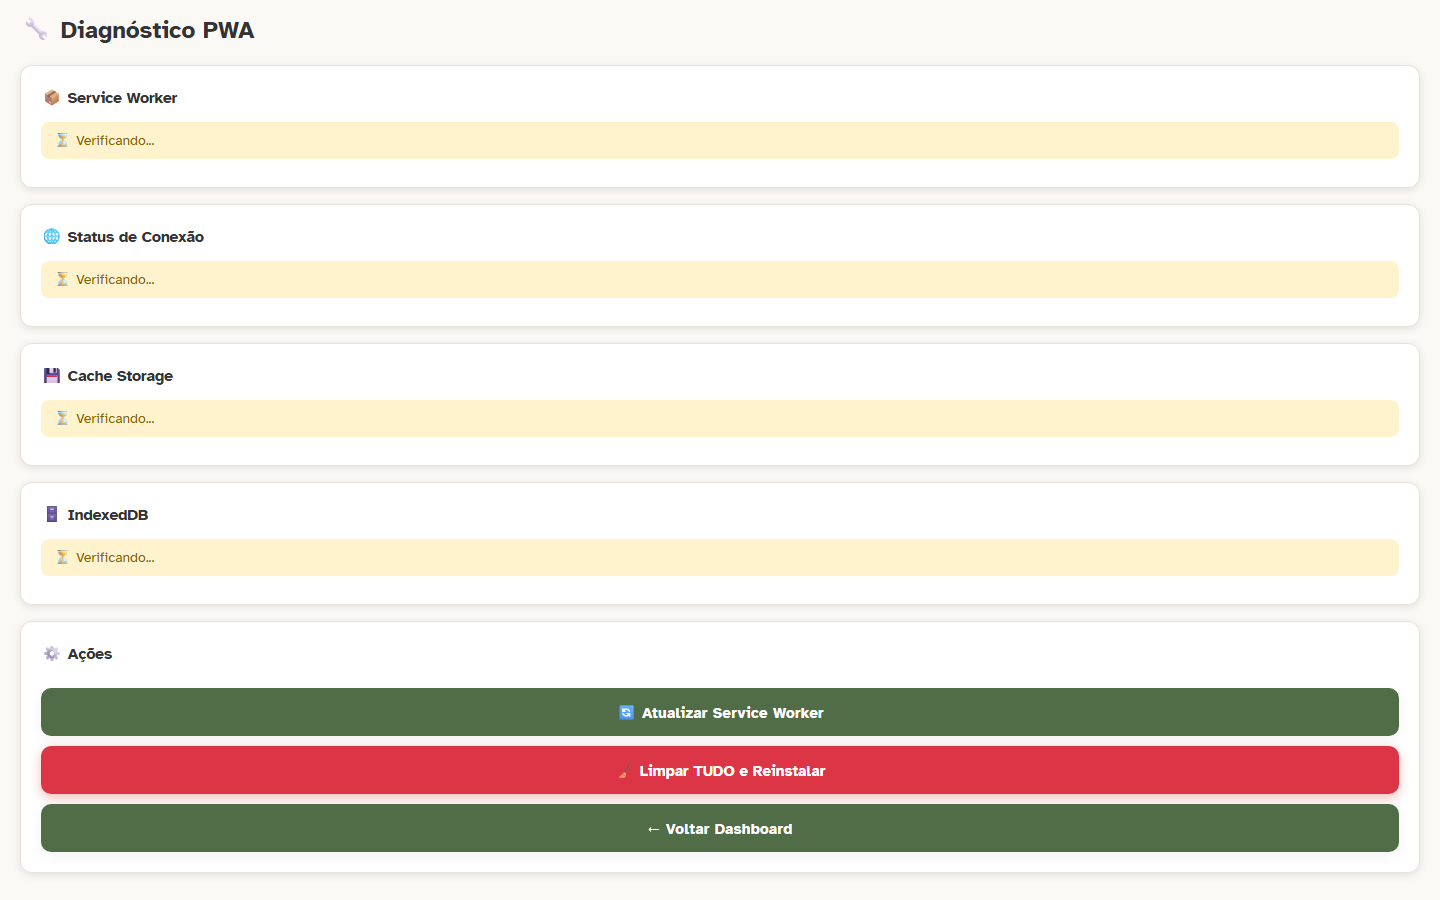 Diagnóstico PWA
Service Worker
Verificando...
Status de Conexão
Verificando...
Cache Storage
Verificando...
IndexedDB
Verificando...
Ações
Atualizar Service Worker
Limpar TUDO e Reinstalar
← Voltar Dashboard